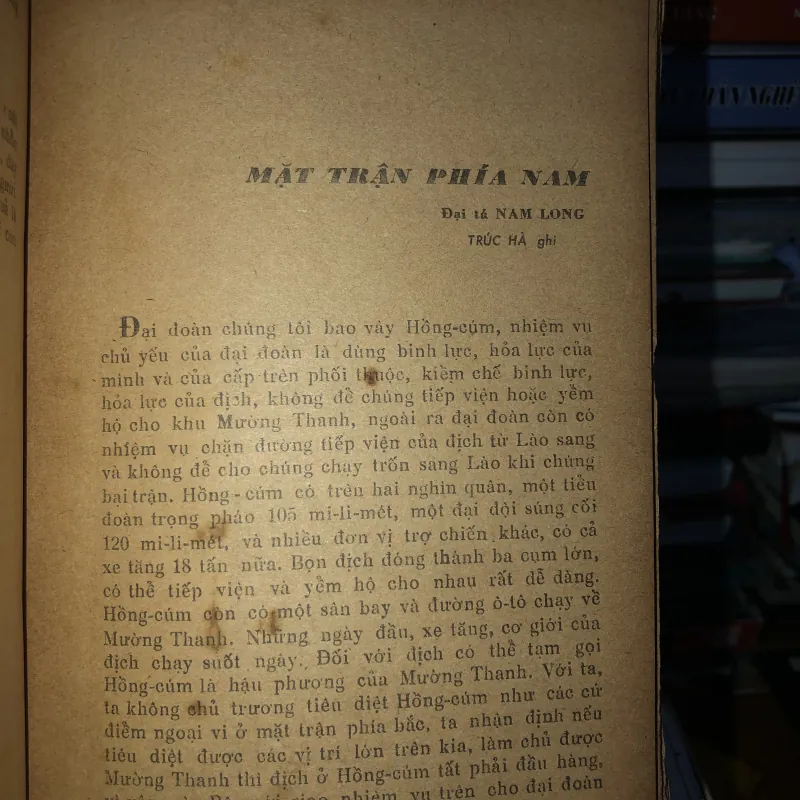 MẶT TRẬN PHÍA NAM
Đại tá NAM LONG
TRÚC HÀ ghi
Đại đoàn chúng tôi bao vây Hồng-cúm, nhiệm vụ
chủ yếu của đại đoàn là dùng binh lực, hỏa lực của
mình và của cấp trên phối thuộc, kiềm chế binh lực,
hỏa lực của địch, không để chúng tiếp viện hoặc yểm
hộ cho khu Mường Thanh, ngoài ra đại đoàn còn có
nhiệm vụ chặn đường tiếp viện của địch từ Lào sang
và không để cho chúng chạy trốn sang Lào khi chúng
bại trận. Hồng-cúm có trên hai nghìn quân, một tiểu
đoàn trọng pháo 105 mi-li-mét, một đại đội súng cối
120 mi-li-mét, và nhiều đơn vị trợ chiến khác, có cả
xe tăng 18 tấn nữa. Bọn địch đóng thành ba cụm lớn,
có thể tiếp viện và yểm hộ cho nhau rất dễ dàng.
Hồng-cúm còn có một sân bay và đường ô-tô chạy về
Mường Thanh. Những ngày đầu, xe tăng, cơ giới của
địch chạy suốt ngày. Đối với địch có thể tạm gọi
Hồng-cúm là hậu phương của Mường Thanh. Với ta,
ta không chủ trương tiêu diệt Hồng-cúm như các cứ
điểm ngoại vi ở mặt trận phía bắc, ta nhận định nếu
tiêu diệt được các vị trí lớn trên kia, làm chủ được
Mường Thanh thì địch ở Hồng-cúm tất phải đầu hàng,
nhiệm vụ trên cho đại đoàn